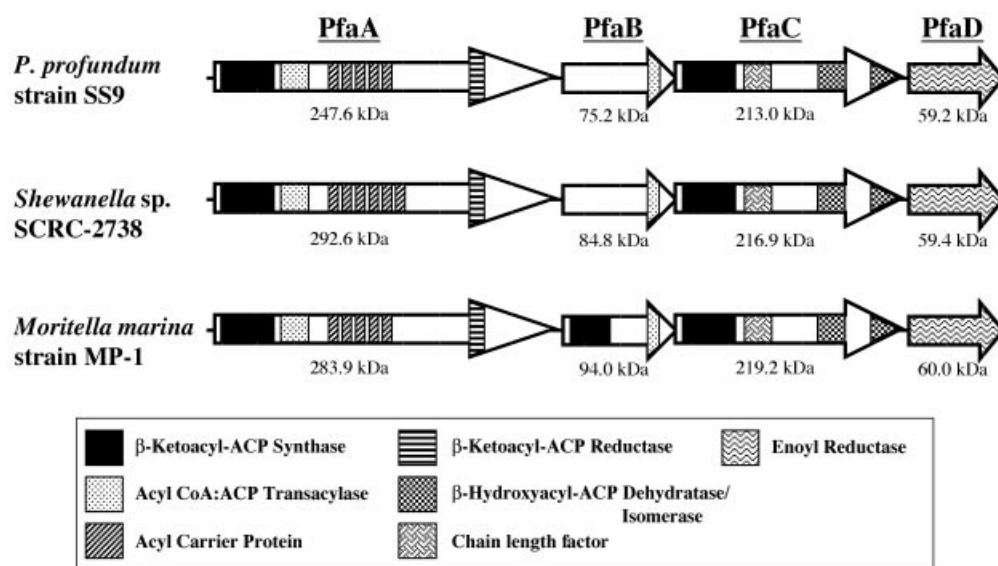 PfaA PfaB PfaC PfaD
P. profundum
strain SS9
247.6 kDa 75.2 kDa 213.0 kDa 59.2 kDa
Shewanella sp.
SCRC-2738
292.6 kDa 84.8 kDa 216.9 kDa 59.4 kDa
Moritella marina
strain MP-1
283.9 kDa 94.0 kDa 219.2 kDa 60.0 kDa
β-Ketoacyl-ACP Synthase β-Ketoacyl-ACP Reductase Enoyl Reductase
Acyl CoA:ACP Transacylase β-Hydroxyacyl-ACP Dehydratase/
Isomerase
Acyl Carrier Protein Chain length factor